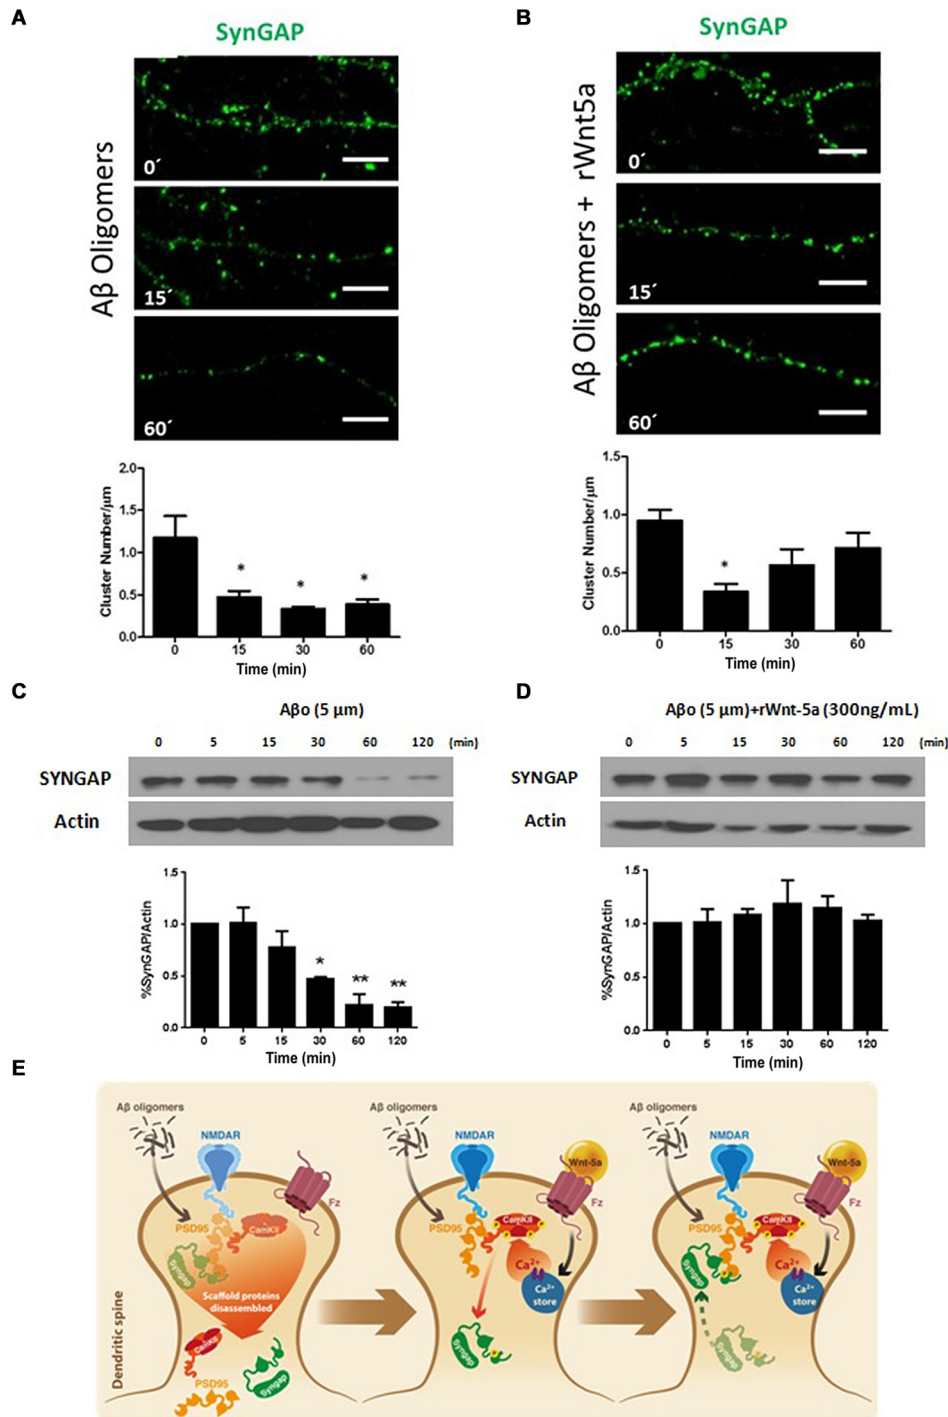 A
SynGAP
Aβ Oligomers
0´
15´
60´
Cluster Number/μm
2.0
1.5
1.0
0.5
0.0
*
*
*
0 15 30 60
Time (min)
B
SynGAP
Aβ Oligomers + rWnt5a
0´
15´
60´
Cluster Number/μm
1.5
1.0
0.5
0.0
*
0 15 30 60
Time (min)
C
Aβo (5 μm)
0 5 15 30 60 120 (min)
SYNGAP
Actin
%SynGAP/Actin
1.5
1.0
0.5
0.0
*
**
**
0 5 15 30 60 120
Time (min)
D
Aβo (5 μm)+rWnt-5a (300ng/mL)
0 5 15 30 60 120 (min)
SYNGAP
Actin
%SynGAP/Actin
1.5
1.0
0.5
0.0
0 5 15 30 60 120
Time (min)
E
Dendritic spine
Aβ oligomers
NMDAR
Fz
PSD95
CamKII
Syngap
Scaffold proteins
disassembled
CamKII
Syngap
PSD95
Aβ oligomers
NMDAR
Wnt-5a
Fz
PSD95
CamKII
Ca²⁺
Ca²⁺
store
Syngap
Aβ oligomers
NMDAR
Wnt-5a
Fz
PSD95
CamKII
Syngap
Ca²⁺
Ca²⁺
store
Syngap